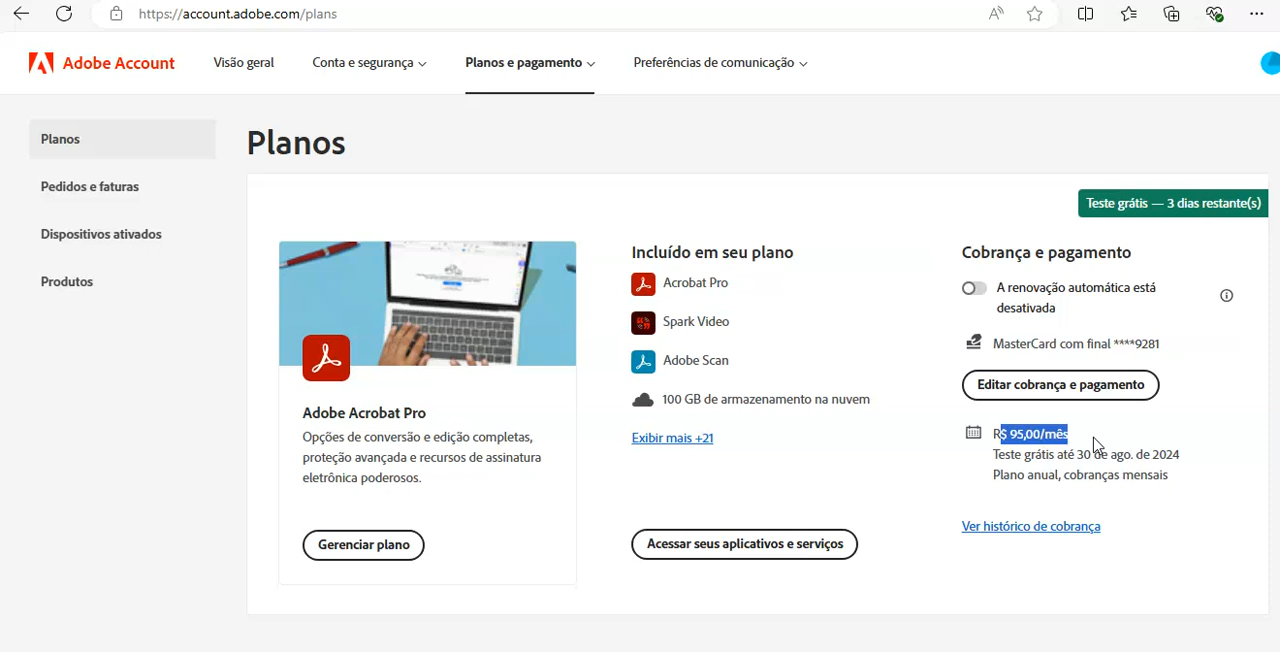 https://account.adobe.com/plans
Adobe Account
Visão geral
Conta e segurança
Planos e pagamento
Preferências de comunicação
Planos
Pedidos e faturas
Dispositivos ativados
Produtos
Planos
Teste grátis — 3 dias restante(s)
Adobe Acrobat Pro
Opções de conversão e edição completas,
proteção avançada e recursos de assinatura
eletrônica poderosos.
Gerenciar plano
Incluído em seu plano
Acrobat Pro
Spark Video
Adobe Scan
100 GB de armazenamento na nuvem
Exibir mais +21
Acessar seus aplicativos e serviços
Cobrança e pagamento
A renovação automática está
desativada
MasterCard com final ****9281
Editar cobrança e pagamento
R$ 95,00/mês
Teste grátis até 30 de ago. de 2024
Plano anual, cobranças mensais
Ver histórico de cobrança